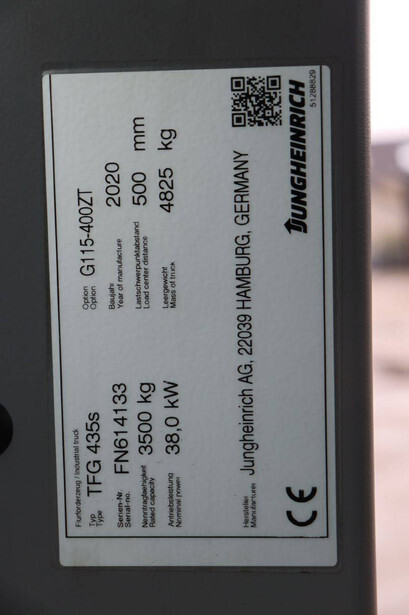 Flurförderzeug / Industrial truck
Typ
Type
TFG 435s
Option
Option
G115-400ZT
Serien-Nr.
Serial-no.
FN614133
Baujahr
Year of manufacture
2020
Nenntragfaehigkeit
Rated capacity
3500 kg
Lastschwerpunktabstand
Load center distance
500 mm
Antriebsleistung
Nominal power
38,0 kW
Leergewicht
Mass of truck
4825 kg
Hersteller
Manufacturer
Jungheinrich AG, 22039 HAMBURG, GERMANY
CE
JUNGHEINRICH
51288829